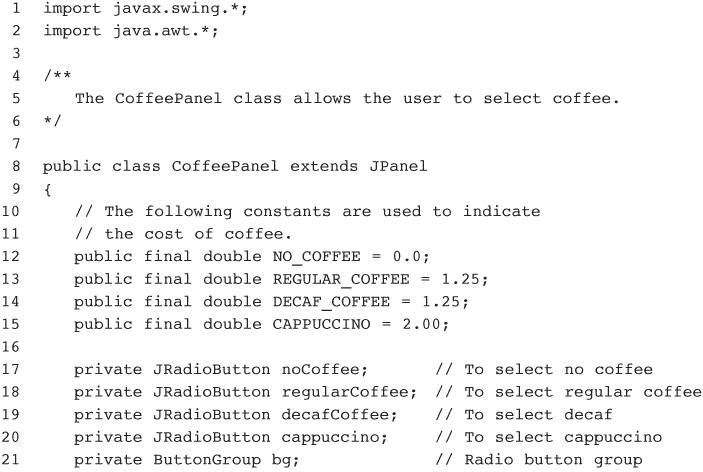 1 import javax.swing.*;
2 import java.awt.*;
3
4 /**
5    The CoffeePanel class allows the user to select coffee.
6 */
7
8 public class CoffeePanel extends JPanel
9 {
10    // The following constants are used to indicate
11    // the cost of coffee.
12    public final double NO_COFFEE = 0.0;
13    public final double REGULAR_COFFEE = 1.25;
14    public final double DECAF_COFFEE = 1.25;
15    public final double CAPPUCCINO = 2.00;
16
17    private JRadioButton noCoffee;       // To select no coffee
18    private JRadioButton regularCoffee;  // To select regular coffee
19    private JRadioButton decafCoffee;    // To select decaf
20    private JRadioButton cappuccino;     // To select cappuccino
21    private ButtonGroup bg;              // Radio button group